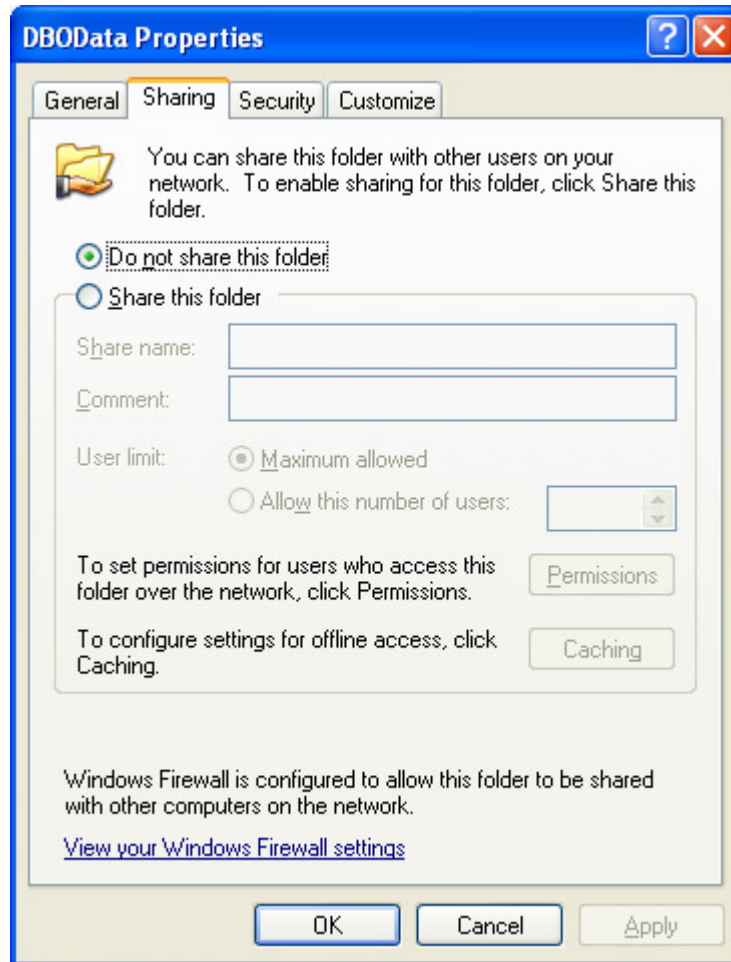 DBOData Properties
General Sharing Security Customize
You can share this folder with other users on your
network. To enable sharing for this folder, click Share this
folder.
Do not share this folder
Share this folder
Share name:
Comment:
User limit: Maximum allowed
Allow this number of users:
To set permissions for users who access this
folder over the network, click Permissions.
Permissions
To configure settings for offline access, click
Caching.
Caching
Windows Firewall is configured to allow this folder to be shared
with other computers on the network.
View your Windows Firewall settings
OK Cancel Apply